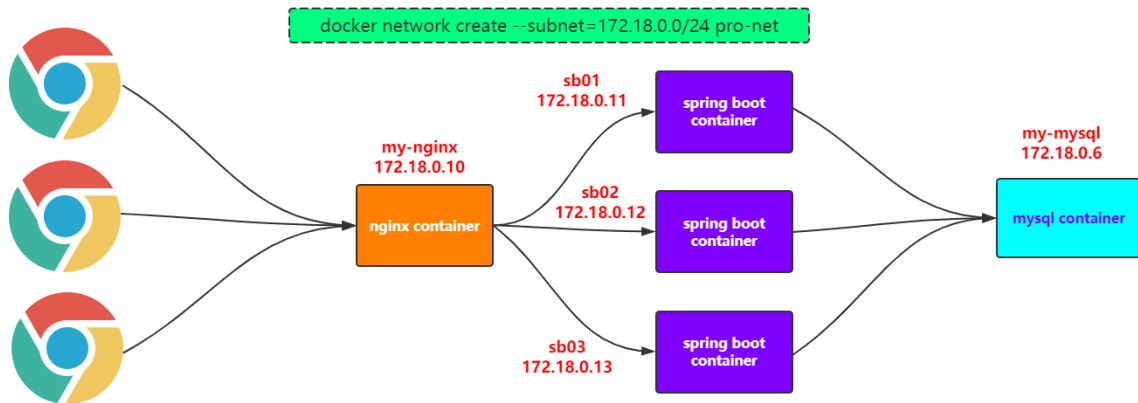 docker network create --subnet=172.18.0.0/24 pro-net
my-nginx
172.18.0.10
nginx container
sb01
172.18.0.11
spring boot
container
sb02
172.18.0.12
spring boot
container
sb03
172.18.0.13
spring boot
container
my-mysql
172.18.0.6
mysql container